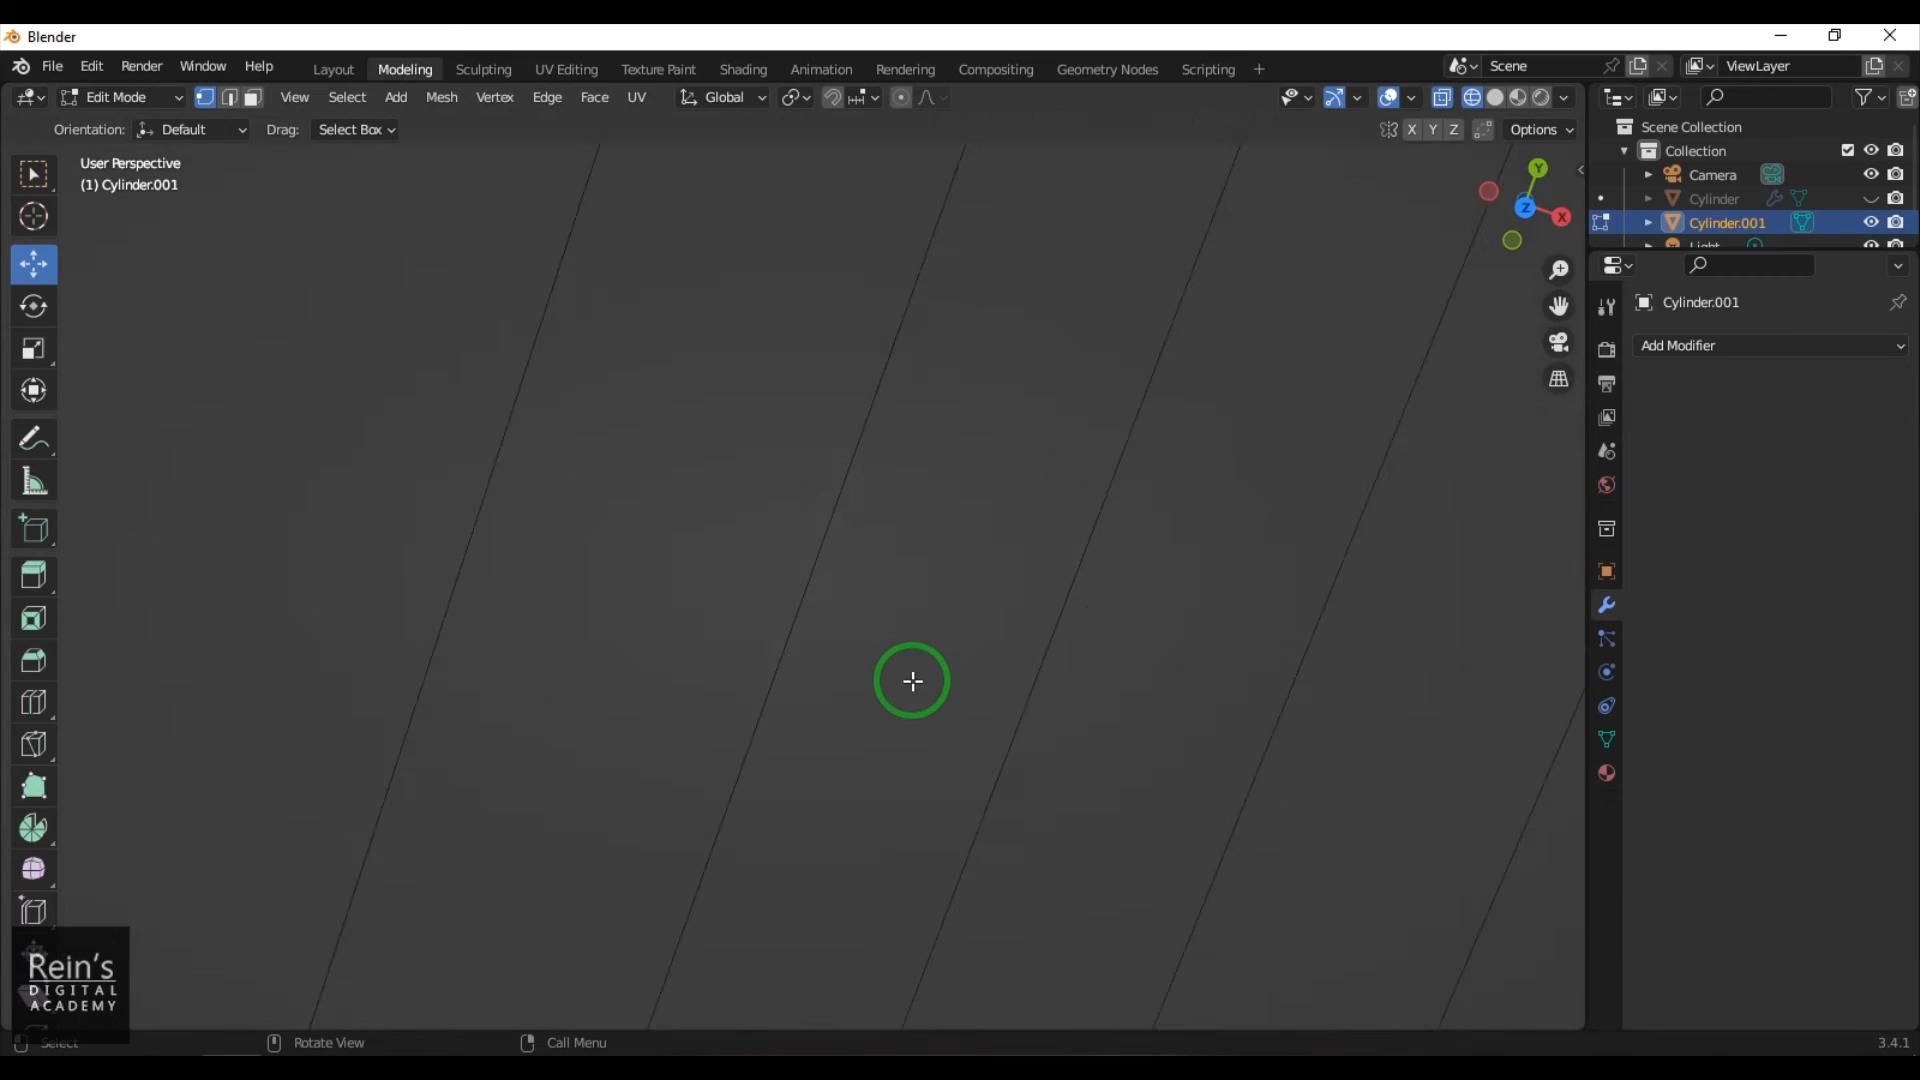 Blender
File Edit Render Window Help Layout Modeling Sculpting UV Editing Texture Paint Shading Animation Rendering Compositing Geometry Nodes Scripting + Scene ViewLayer
Edit Mode View Select Add Mesh Vertex Edge Face UV Global
Orientation: Default Drag: Select Box X Y Z Options
User Perspective
(1) Cylinder.001
Y
Z
X
Scene Collection
Collection
Camera
Cylinder
Cylinder.001
Light
Cylinder.001
Add Modifier
Rein's
DIGITAL
ACADEMY
Select Rotate View Call Menu 3.4.1